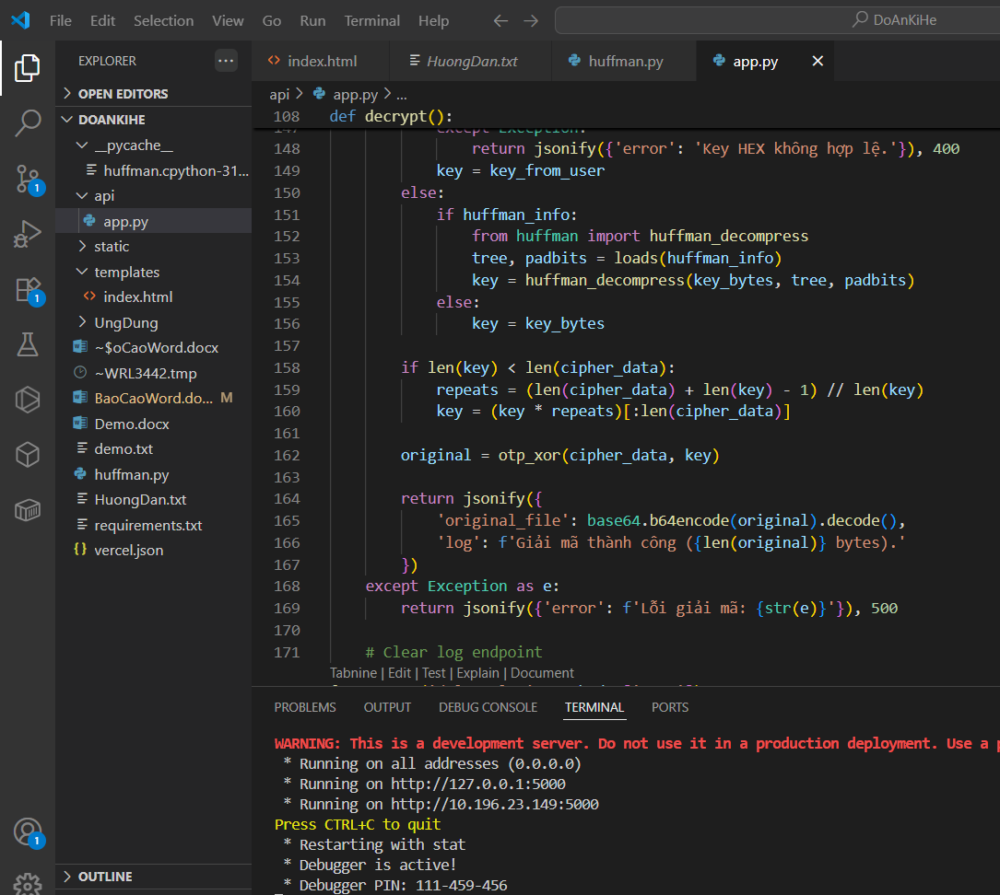 File Edit Selection View Go Run Terminal Help
DoAnKiHe
EXPLORER
OPEN EDITORS
DOANKIHE
__pycache__
huffman.cpython-31...
api
app.py
static
templates
index.html
UngDung
~$oCaoWord.docx
~WRL3442.tmp
BaoCaoWord.do... M
Demo.docx
demo.txt
huffman.py
HuongDan.txt
requirements.txt
vercel.json
OUTLINE
1
1
1
index.html HuongDan.txt huffman.py app.py
api > app.py > ...
108 def decrypt():
147 except Exception:
148 return jsonify({'error': 'Key HEX không hợp lệ.'}), 400
149 key = key_from_user
150 else:
151 if huffman_info:
152 from huffman import huffman_decompress
153 tree, padbits = loads(huffman_info)
154 key = huffman_decompress(key_bytes, tree, padbits)
155 else:
156 key = key_bytes
157
158 if len(key) < len(cipher_data):
159 repeats = (len(cipher_data) + len(key) - 1) // len(key)
160 key = (key * repeats)[:len(cipher_data)]
161
162 original = otp_xor(cipher_data, key)
163
164 return jsonify({
165 'original_file': base64.b64encode(original).decode(),
166 'log': f'Giải mã thành công ({len(original)} bytes).'
167 })
168 except Exception as e:
169 return jsonify({'error': f'Lỗi giải mã: {str(e)}'}), 500
170
171 # Clear log endpoint
Tabnine | Edit | Test | Explain | Document
PROBLEMS OUTPUT DEBUG CONSOLE TERMINAL PORTS
WARNING: This is a development server. Do not use it in a production deployment. Use a p
* Running on all addresses (0.0.0.0)
* Running on http://127.0.0.1:5000
* Running on http://10.196.23.149:5000
Press CTRL+C to quit
* Restarting with stat
* Debugger is active!
* Debugger PIN: 111-459-456